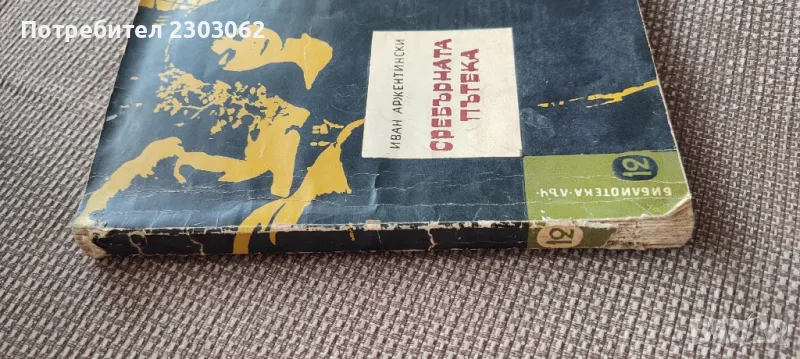 Потребител 2303062
ИВАН АРЖЕНТИНСКИ
СРЕБЪРНАТА
ПЪТЕКА
12
БИБЛИОТЕКА·ЛЪЧ·
12